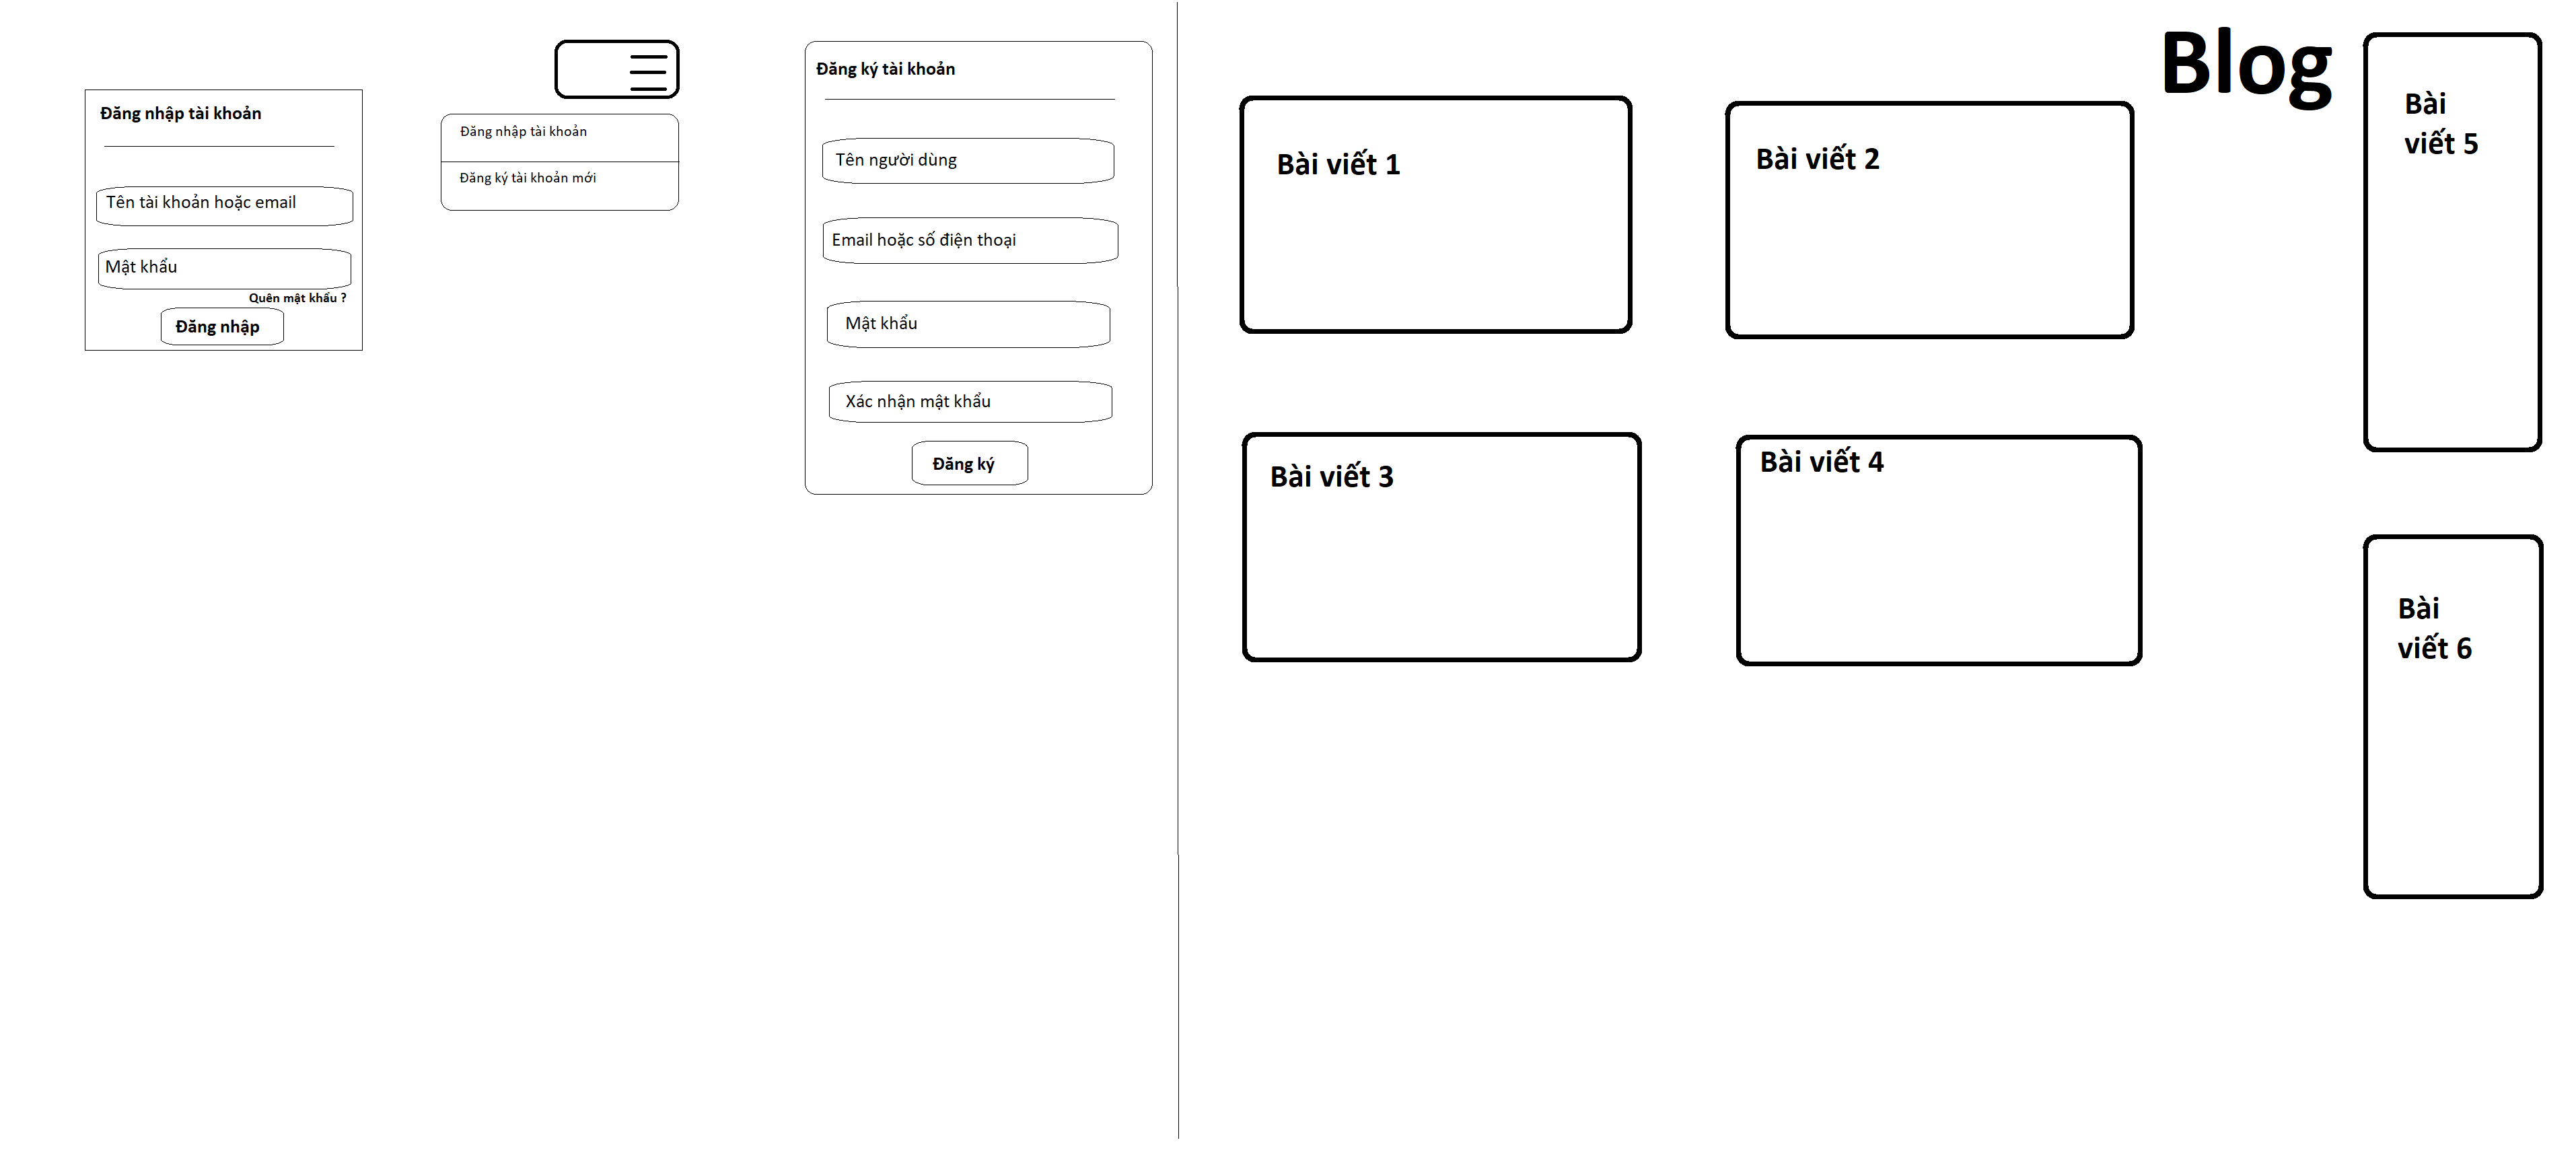 Đăng nhập tài khoản
Tên tài khoản hoặc email
Mật khẩu
Quên mật khẩu ?
Đăng nhập
Đăng nhập tài khoản
Đăng ký tài khoản mới
Đăng ký tài khoản
Tên người dùng
Email hoặc số điện thoại
Mật khẩu
Xác nhận mật khẩu
Đăng ký
Blog
Bài viết 1
Bài viết 2
Bài viết 3
Bài viết 4
Bài
viết 5
Bài
viết 6